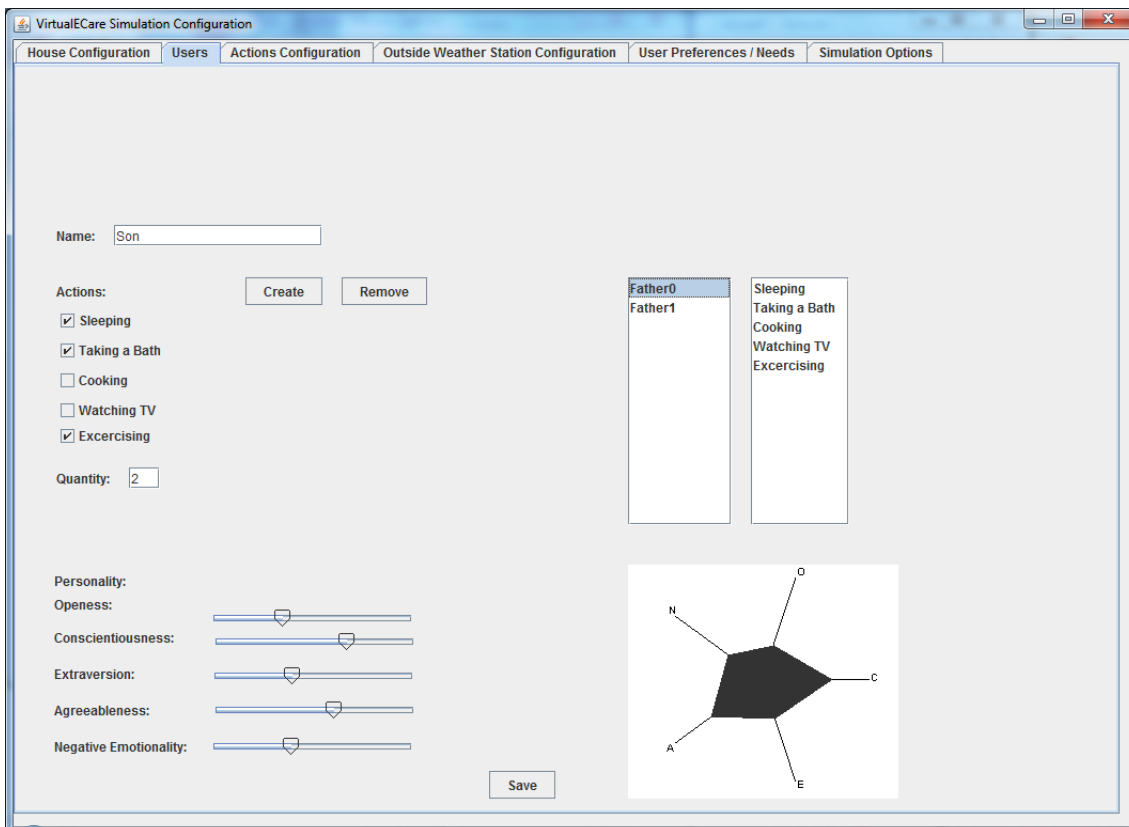 VirtualECare Simulation Configuration
House Configuration Users Actions Configuration Outside Weather Station Configuration User Preferences / Needs Simulation Options
Name: Son
Actions: Create Remove
Sleeping
Taking a Bath
Cooking
Watching TV
Excercising
Quantity: 2
Father0
Father1
Sleeping
Taking a Bath
Cooking
Watching TV
Excercising
Personality:
Openess:
Conscientiousness:
Extraversion:
Agreeableness:
Negative Emotionality:
Save
O
N
C
A
E